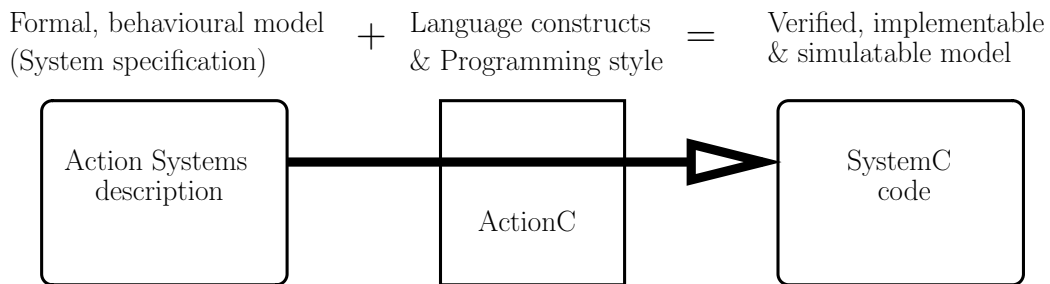 Formal, behavioural model
(System specification)
+
Language constructs
& Programming style
=
Verified, implementable
& simulatable model
Action Systems
description
ActionC
SystemC
code